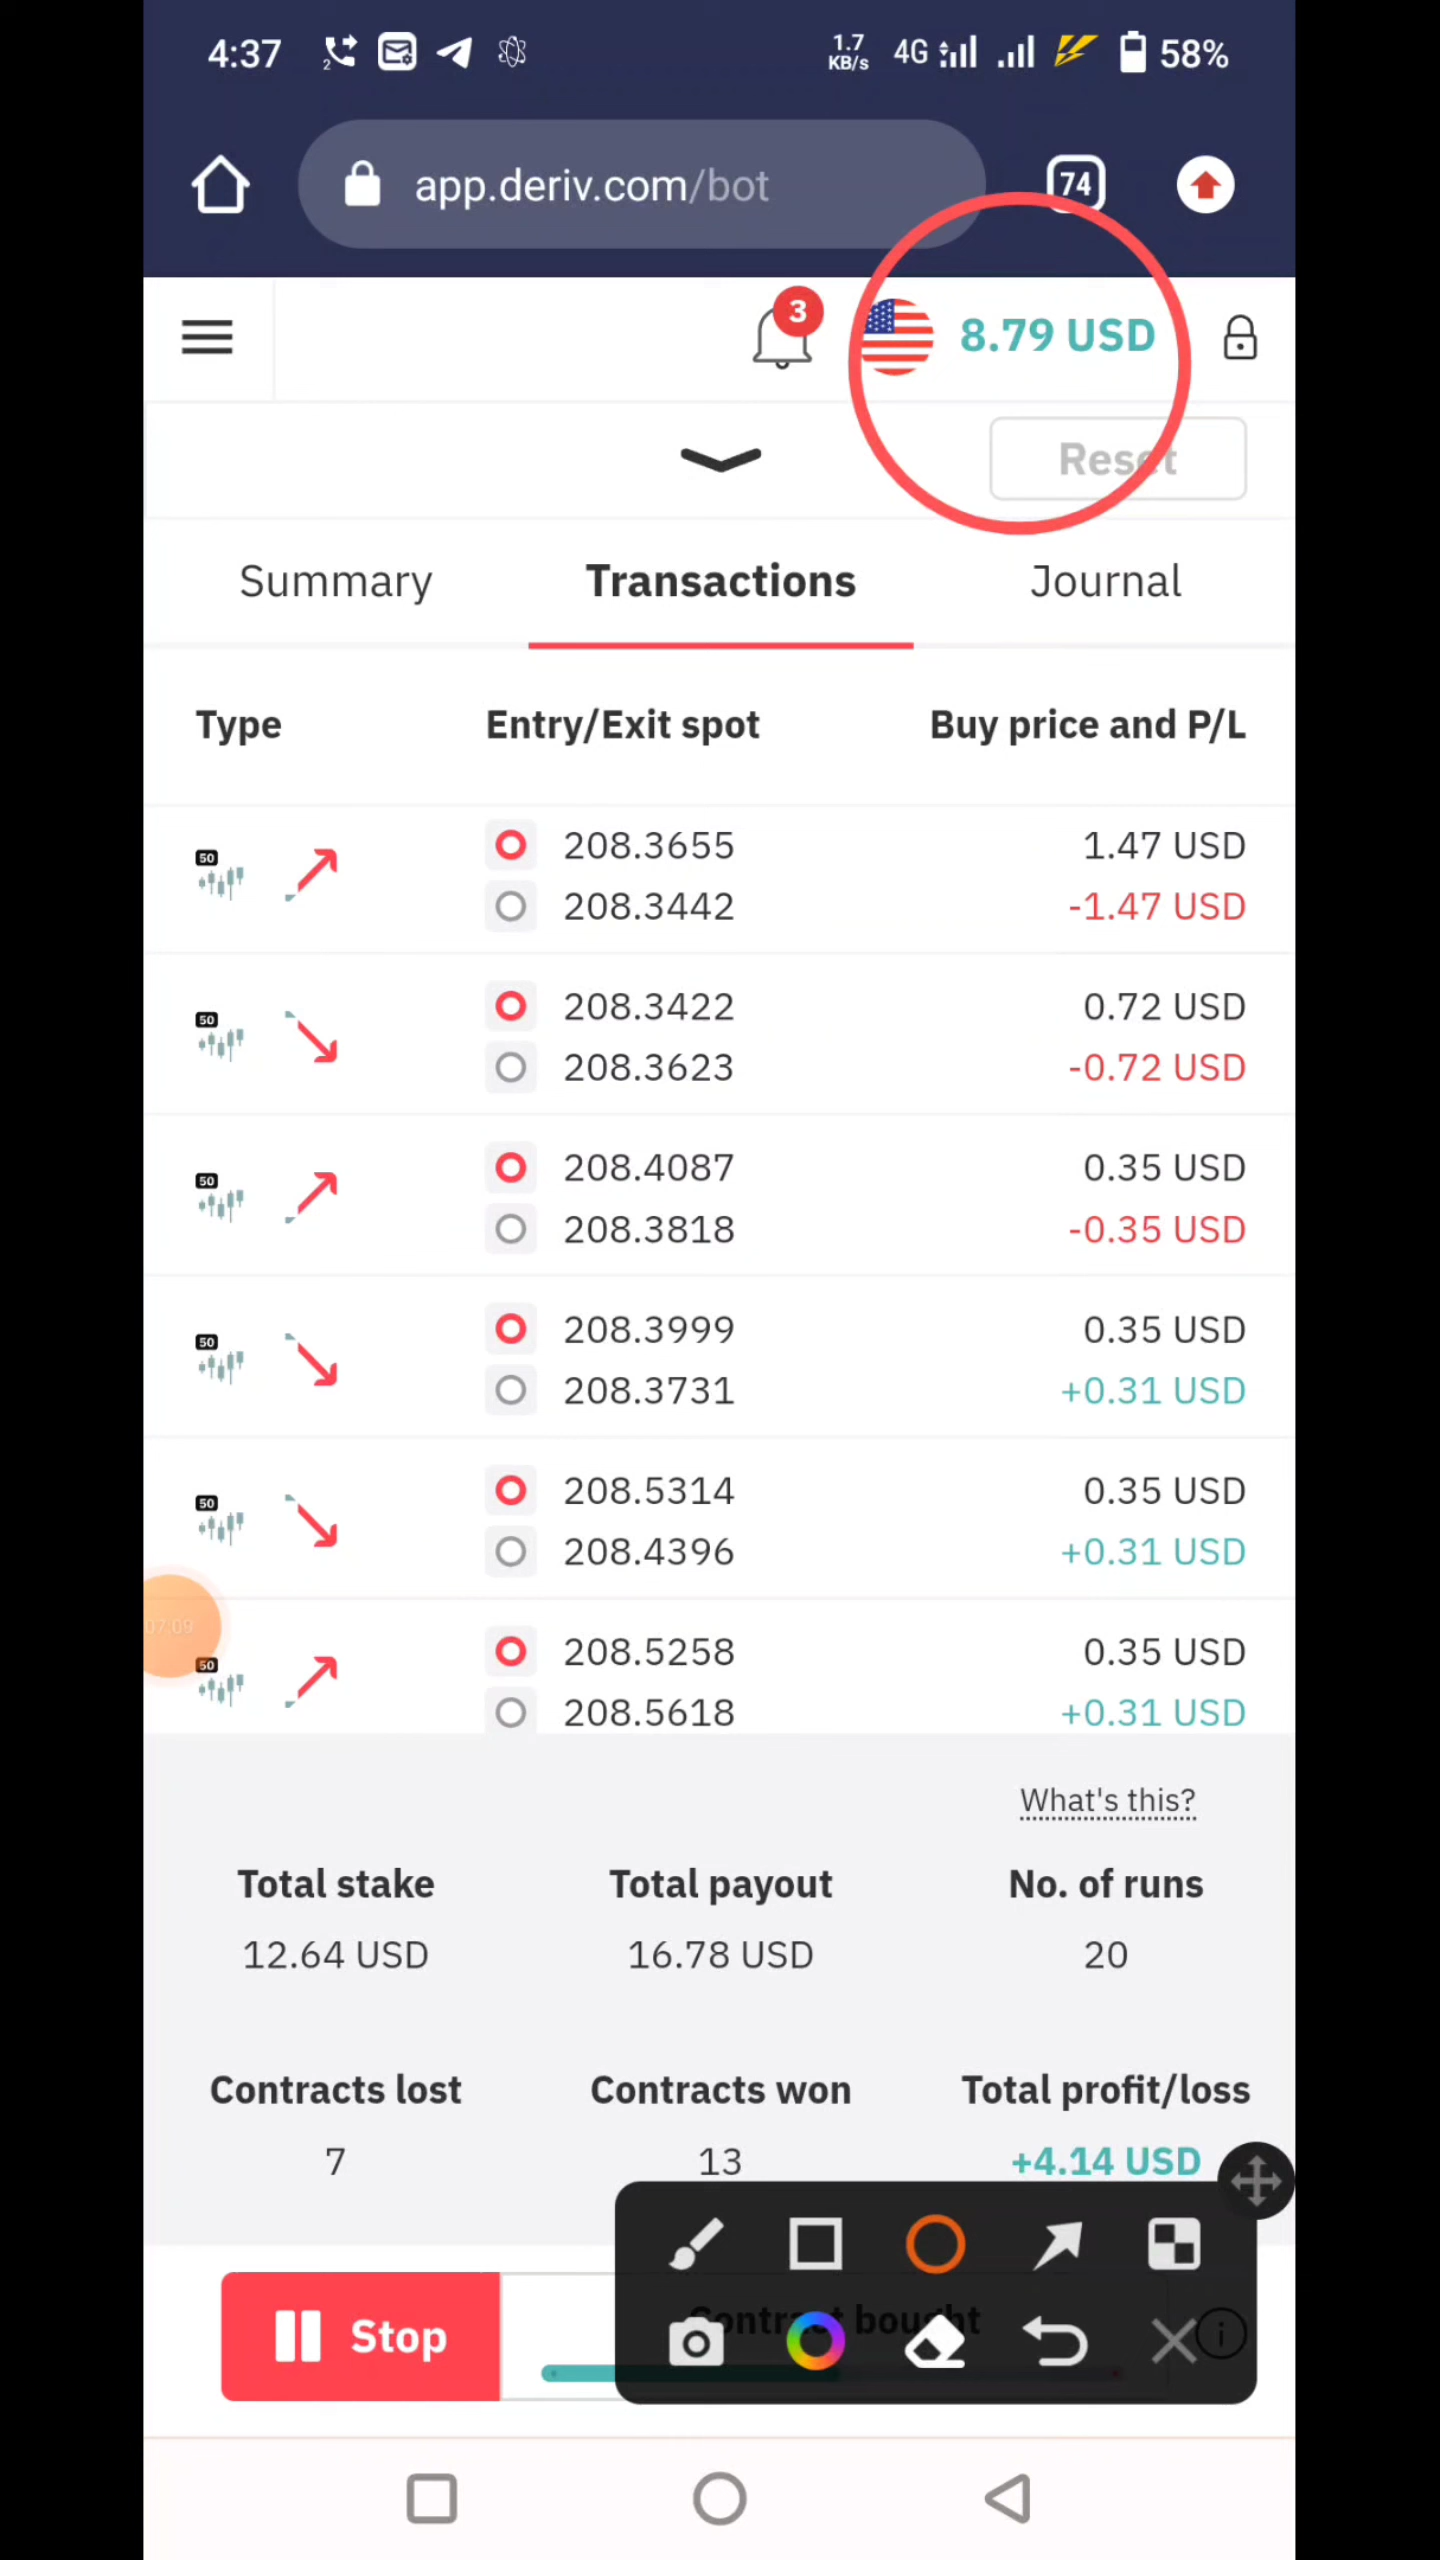 4:37 2 1.7 KB/s 4G 58%
app.deriv.com/bot 74
3 8.79 USD
Reset
Summary Transactions Journal
Type Entry/Exit spot Buy price and P/L
50 208.3655 1.47 USD
208.3442 -1.47 USD
50 208.3422 0.72 USD
208.3623 -0.72 USD
50 208.4087 0.35 USD
208.3818 -0.35 USD
50 208.3999 0.35 USD
208.3731 +0.31 USD
50 208.5314 0.35 USD
208.4396 +0.31 USD
07:09
50 208.5258 0.35 USD
208.5618 +0.31 USD
What's this?
Total stake Total payout No. of runs
12.64 USD 16.78 USD 20
Contracts lost Contracts won Total profit/loss
7 13 +4.14 USD
Stop Contract bought